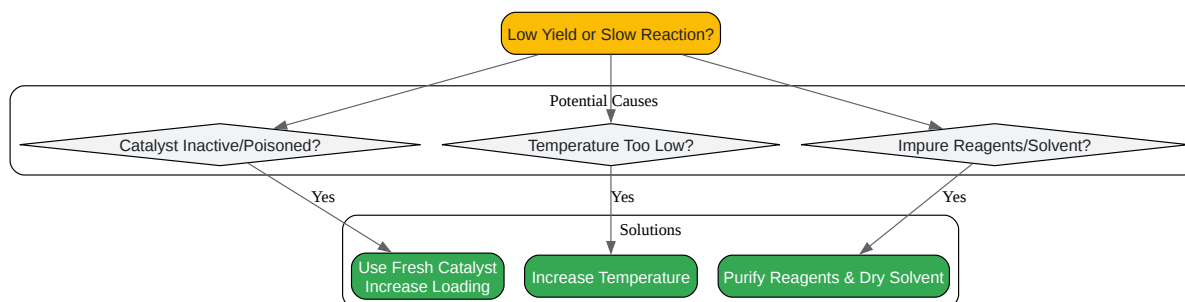 Low Yield or Slow Reaction?
Potential Causes
Catalyst Inactive/Poisoned?
Temperature Too Low?
Impure Reagents/Solvent?
Yes
Yes
Yes
Solutions
Use Fresh Catalyst
Increase Loading
Increase Temperature
Purify Reagents & Dry Solvent